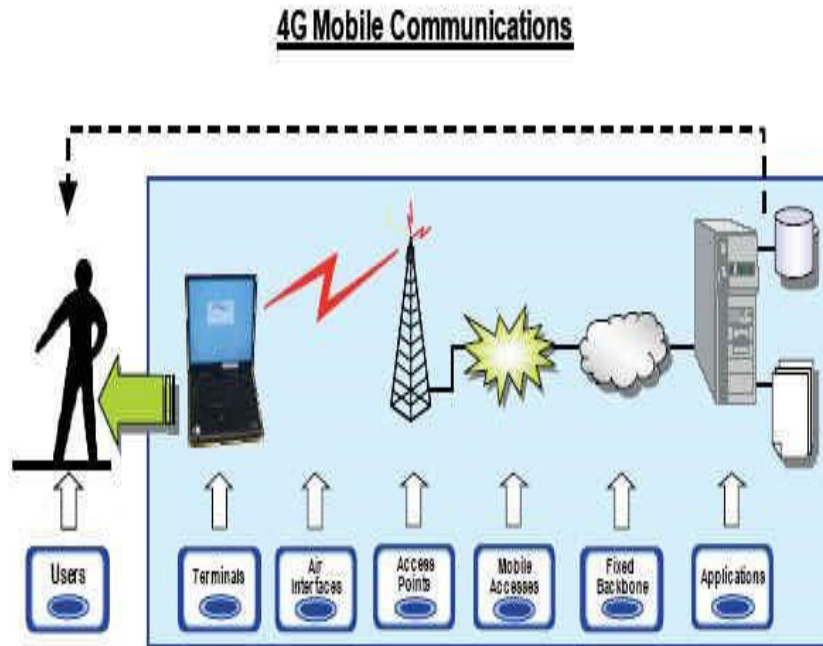 4G Mobile Communications
Users
Terminals
Air
Interfaces
Access
Points
Mobile
Accesses
Fixed
Backbone
Applications